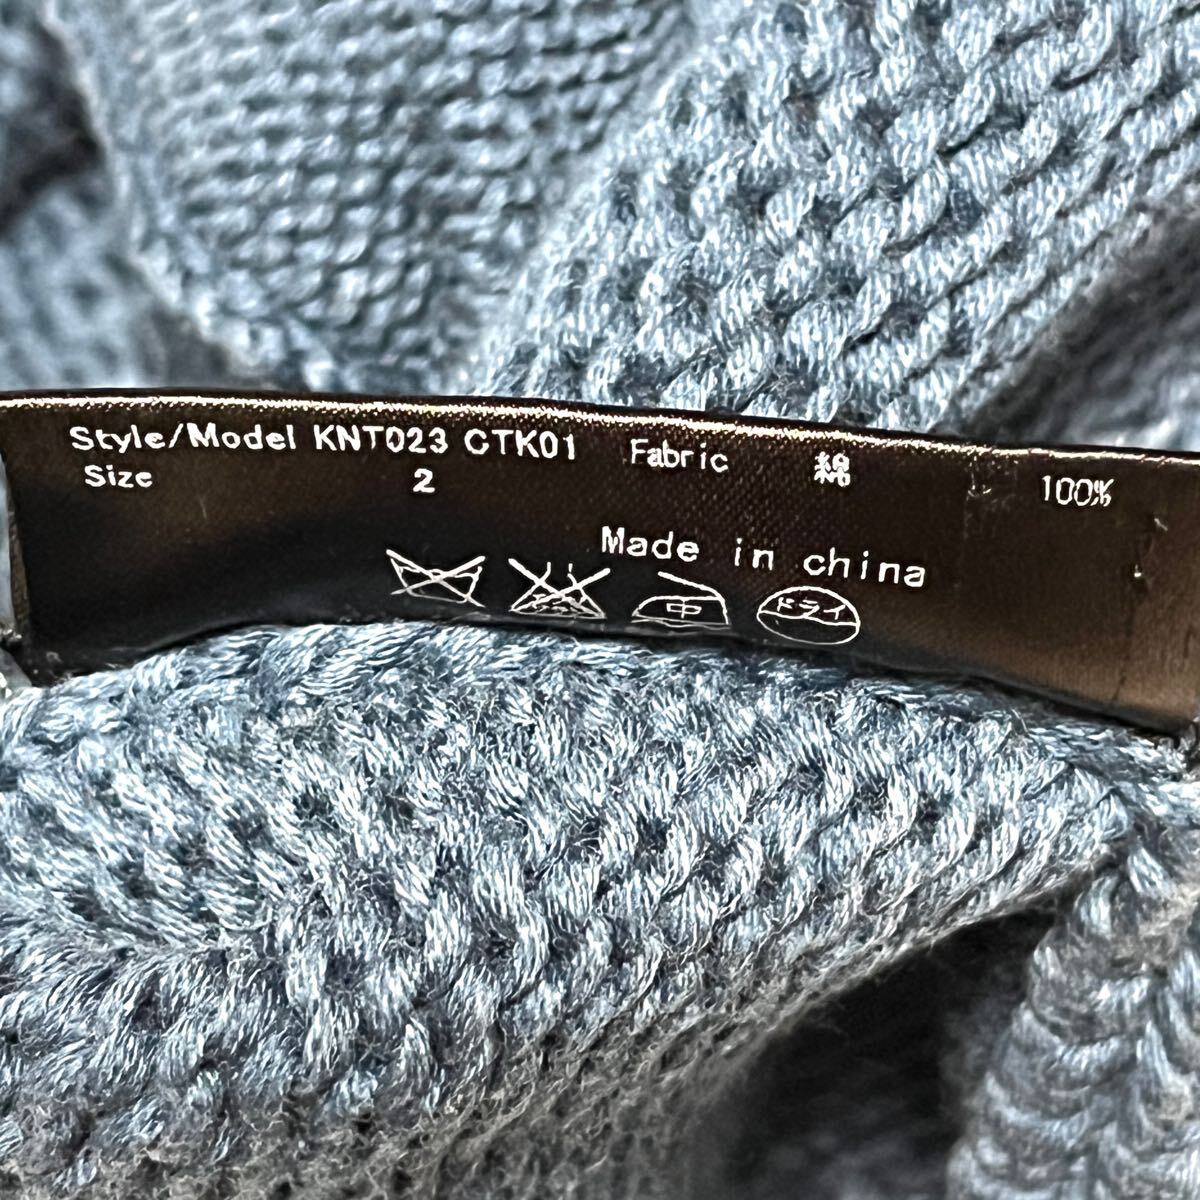 Style/Model KNT023 CTK01 Fabric 綿 100%
Size 2
Made in china
中 ドライ